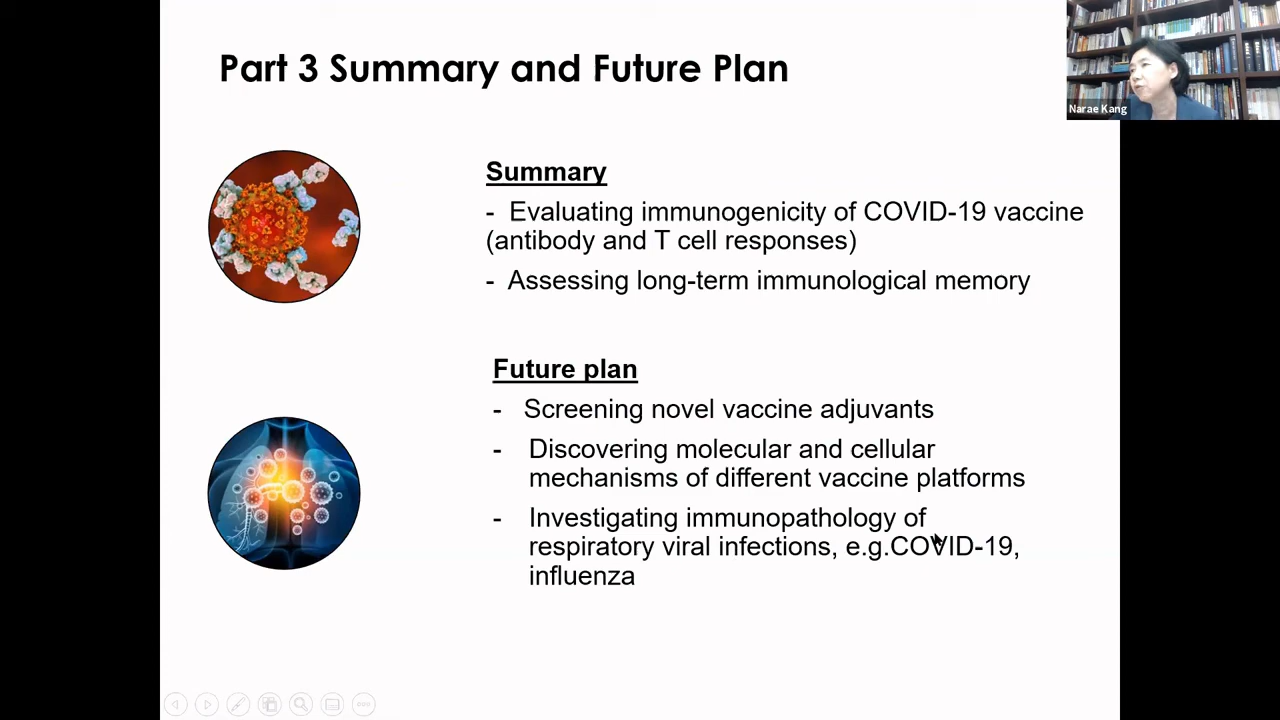 Part 3 Summary and Future Plan
Narae Kang
Summary
- Evaluating immunogenicity of COVID-19 vaccine
(antibody and T cell responses)
- Assessing long-term immunological memory
Future plan
- Screening novel vaccine adjuvants
- Discovering molecular and cellular
mechanisms of different vaccine platforms
- Investigating immunopathology of
respiratory viral infections, e.g.COVID-19,
influenza